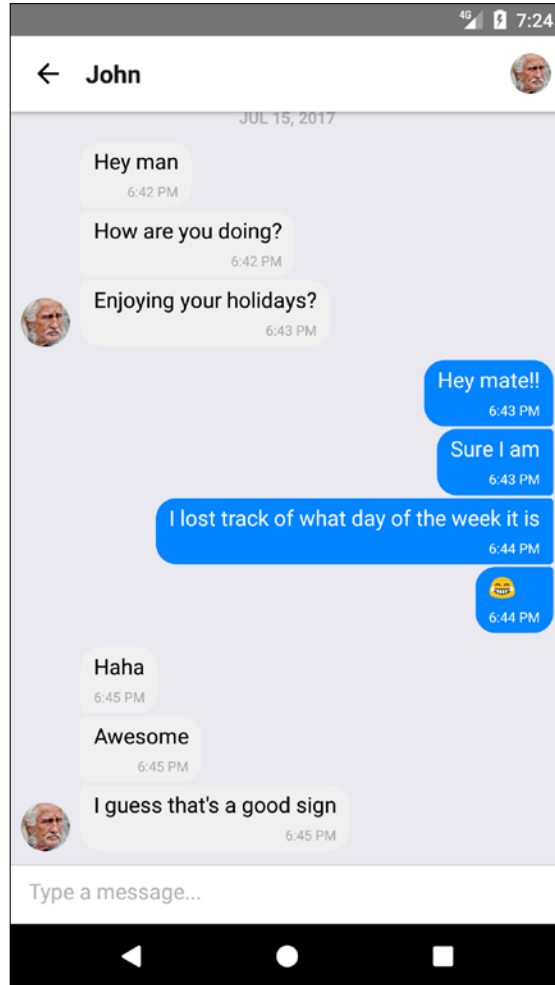 4G 7:24
John
JUL 15, 2017
Hey man
6:42 PM
How are you doing?
6:42 PM
Enjoying your holidays?
6:43 PM
Hey mate!!
6:43 PM
Sure I am
6:43 PM
I lost track of what day of the week it is
6:44 PM
😂
6:44 PM
Haha
6:45 PM
Awesome
6:45 PM
I guess that's a good sign
6:45 PM
Type a message...